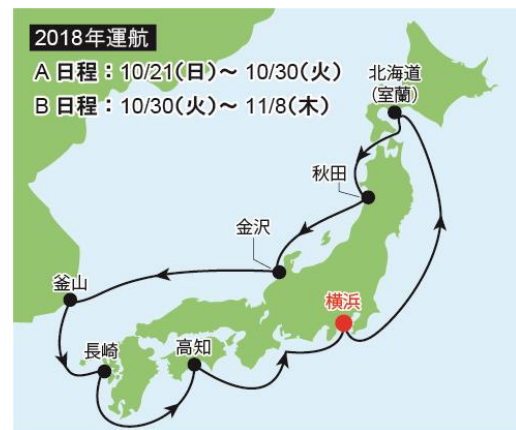 2018年運航
A 日程：10/21(日)～ 10/30(火)
B 日程：10/30(火)～ 11/8(木)
北海道
(室蘭)
秋田
金沢
釜山
横浜
長崎
高知